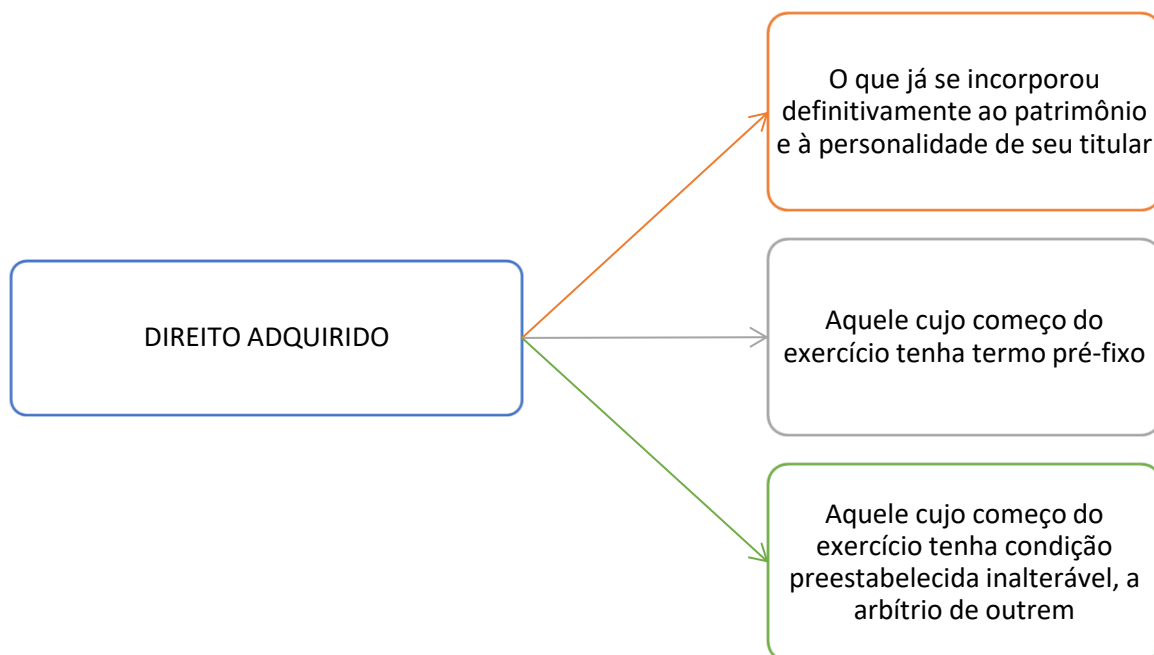 O que já se incorporou
definitivamente ao patrimônio
e à personalidade de seu titular
DIREITO ADQUIRIDO
Aquele cujo começo do
exercício tenha termo pré-fixo
Aquele cujo começo do
exercício tenha condição
preestabelecida inalterável, a
arbítrio de outrem